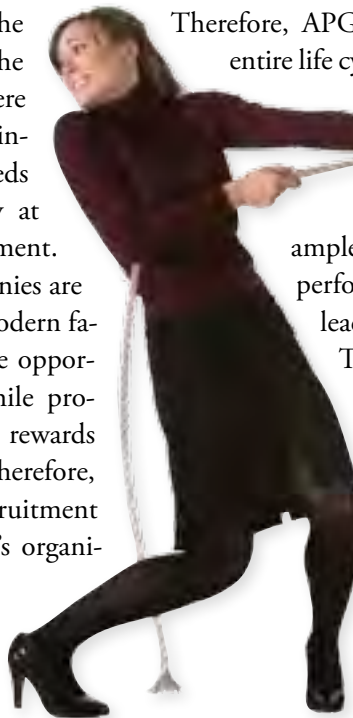 he
he
ere
in-
eds
y at
ment.
nies are
odern fa-
e oppor-
hile pro-
rewards
herefore,
ruitment
's organi-
Therefore, APG
entire life cy
ample
perfo
lead
T